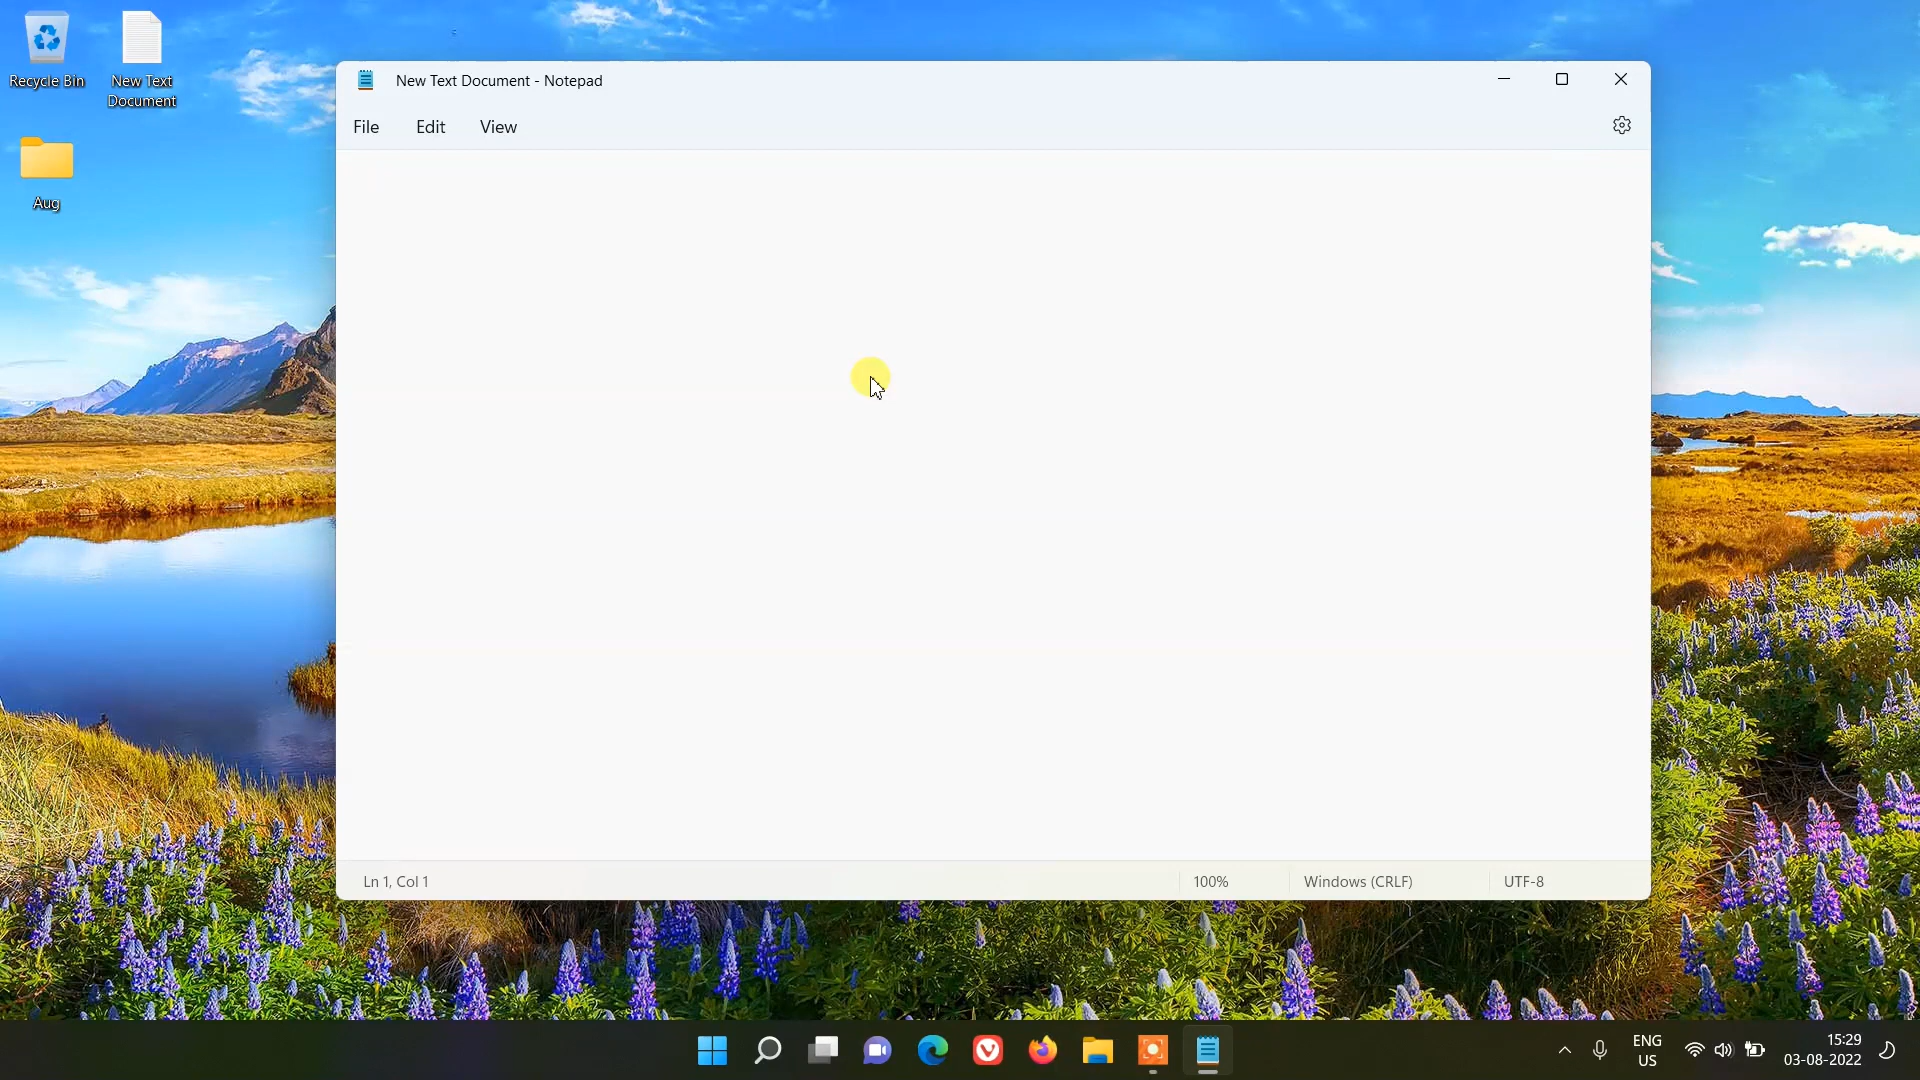 Recycle Bin
New Text
Document
Aug
New Text Document - Notepad
File
Edit
View
Ln 1, Col 1
100%
Windows (CRLF)
UTF-8
ENG
US
15:29
03-08-2022